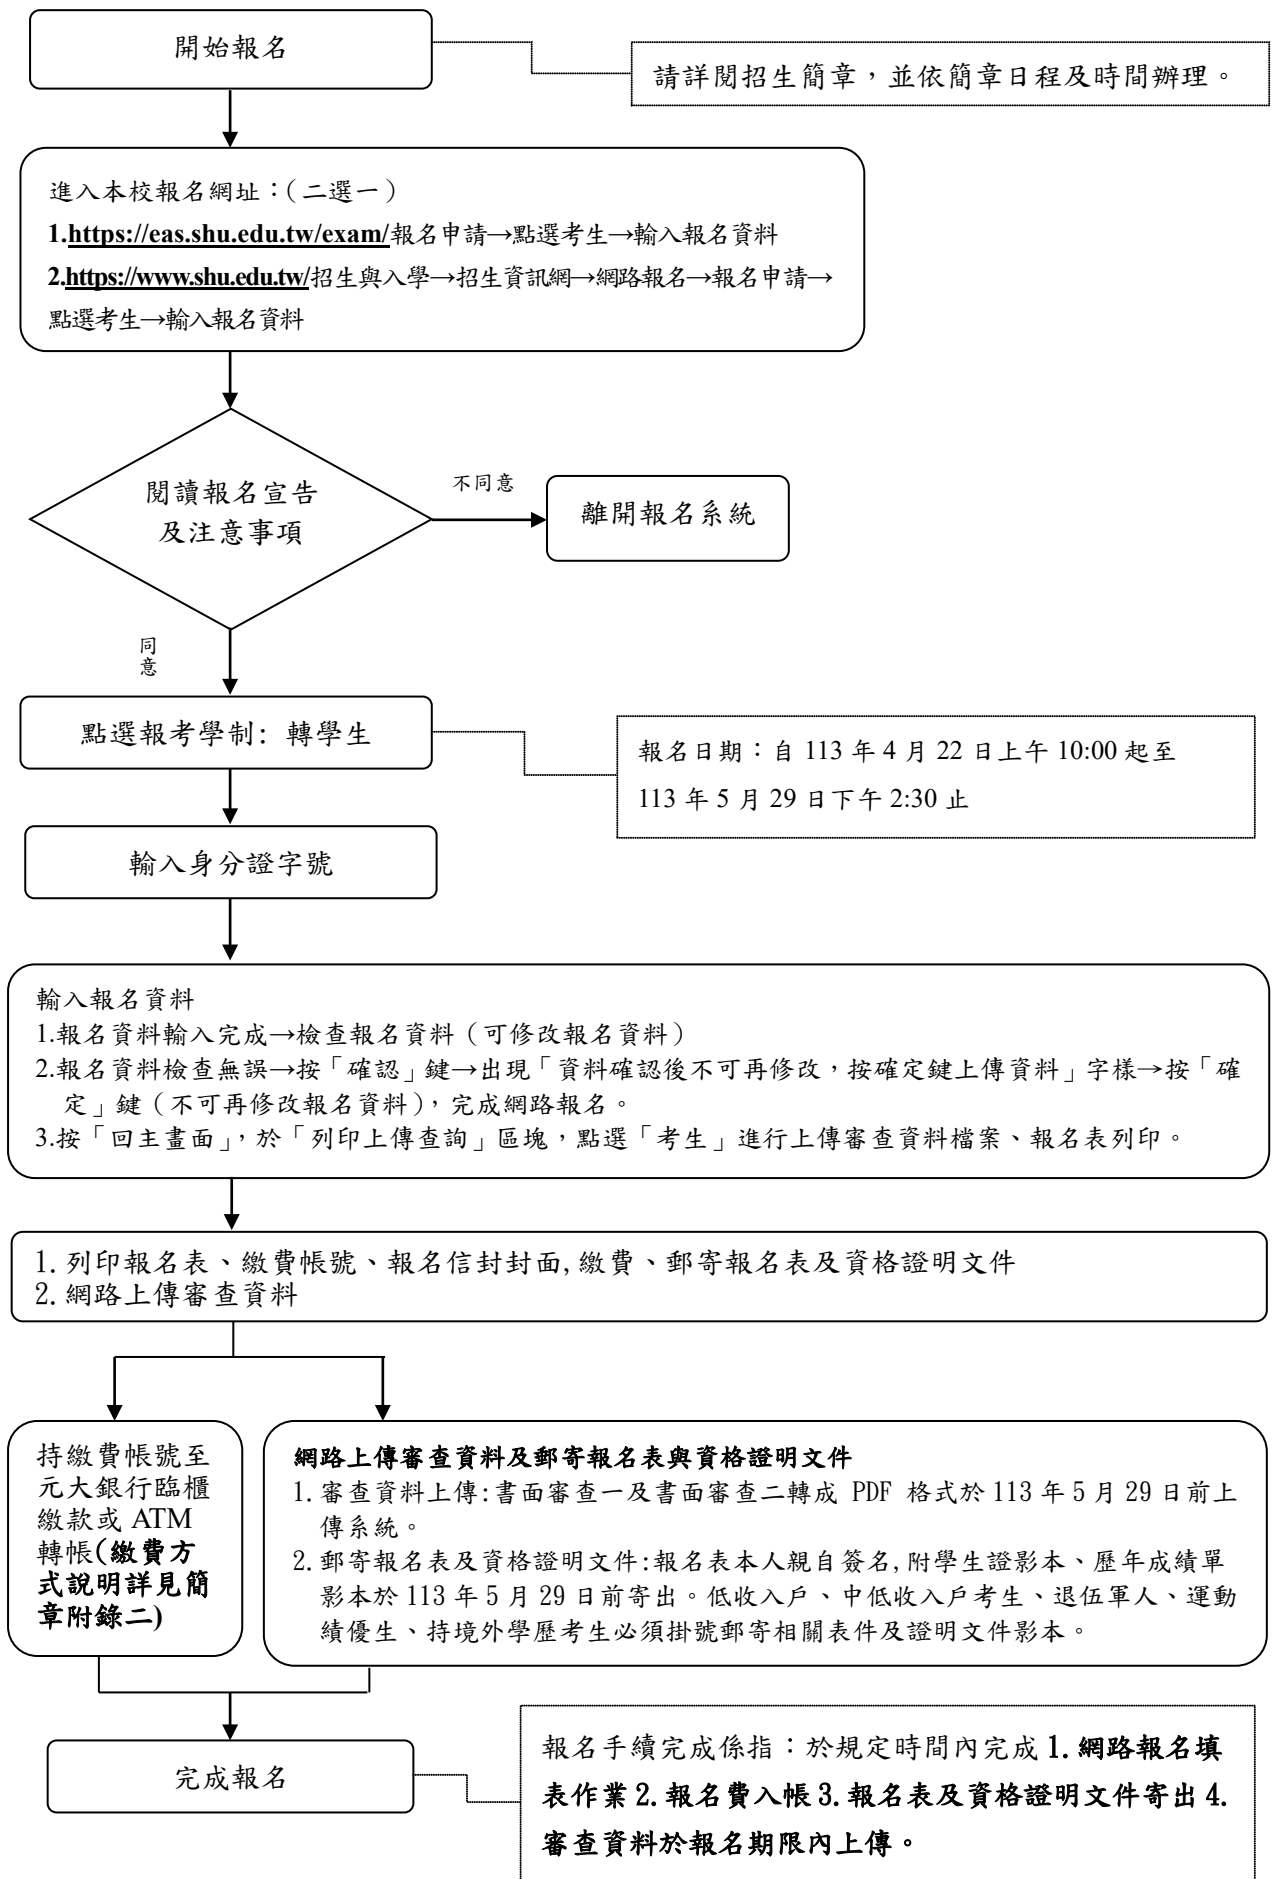 開始報名
請詳閱招生簡章，並依簡章日程及時間辦理。
進入本校報名網址：（二選一）
1.https://eas.shu.edu.tw/exam/報名申請→點選考生→輸入報名資料
2.https://www.shu.edu.tw/招生與入學→招生資訊網→網路報名→報名申請→
點選考生→輸入報名資料
閱讀報名宣告
及注意事項
不同意
離開報名系統
同
意
點選報考學制: 轉學生
報名日期：自 113 年 4 月 22 日上午 10:00 起至
113 年 5 月 29 日下午 2:30 止
輸入身分證字號
輸入報名資料
1.報名資料輸入完成→檢查報名資料（可修改報名資料）
2.報名資料檢查無誤→按「確認」鍵→出現「資料確認後不可再修改，按確定鍵上傳資料」字樣→按「確
定」鍵（不可再修改報名資料），完成網路報名。
3.按「回主畫面」，於「列印上傳查詢」區塊，點選「考生」進行上傳審查資料檔案、報名表列印。
1. 列印報名表、繳費帳號、報名信封封面,繳費、郵寄報名表及資格證明文件
2. 網路上傳審查資料
持繳費帳號至
元大銀行臨櫃
繳款或 ATM
轉帳(繳費方
式說明詳見簡
章附錄二)
網路上傳審查資料及郵寄報名表與資格證明文件
1. 審查資料上傳:書面審查一及書面審查二轉成 PDF 格式於 113 年 5 月 29 日前上
傳系統。
2. 郵寄報名表及資格證明文件:報名表本人親自簽名,附學生證影本、歷年成績單
影本於 113 年 5 月 29 日前寄出。低收入戶、中低收入戶考生、退伍軍人、運動
績優生、持境外學歷考生必須掛號郵寄相關表件及證明文件影本。
完成報名
報名手續完成係指：於規定時間內完成 1. 網路報名填
表作業 2. 報名費入帳 3. 報名表及資格證明文件寄出 4.
審查資料於報名期限內上傳。